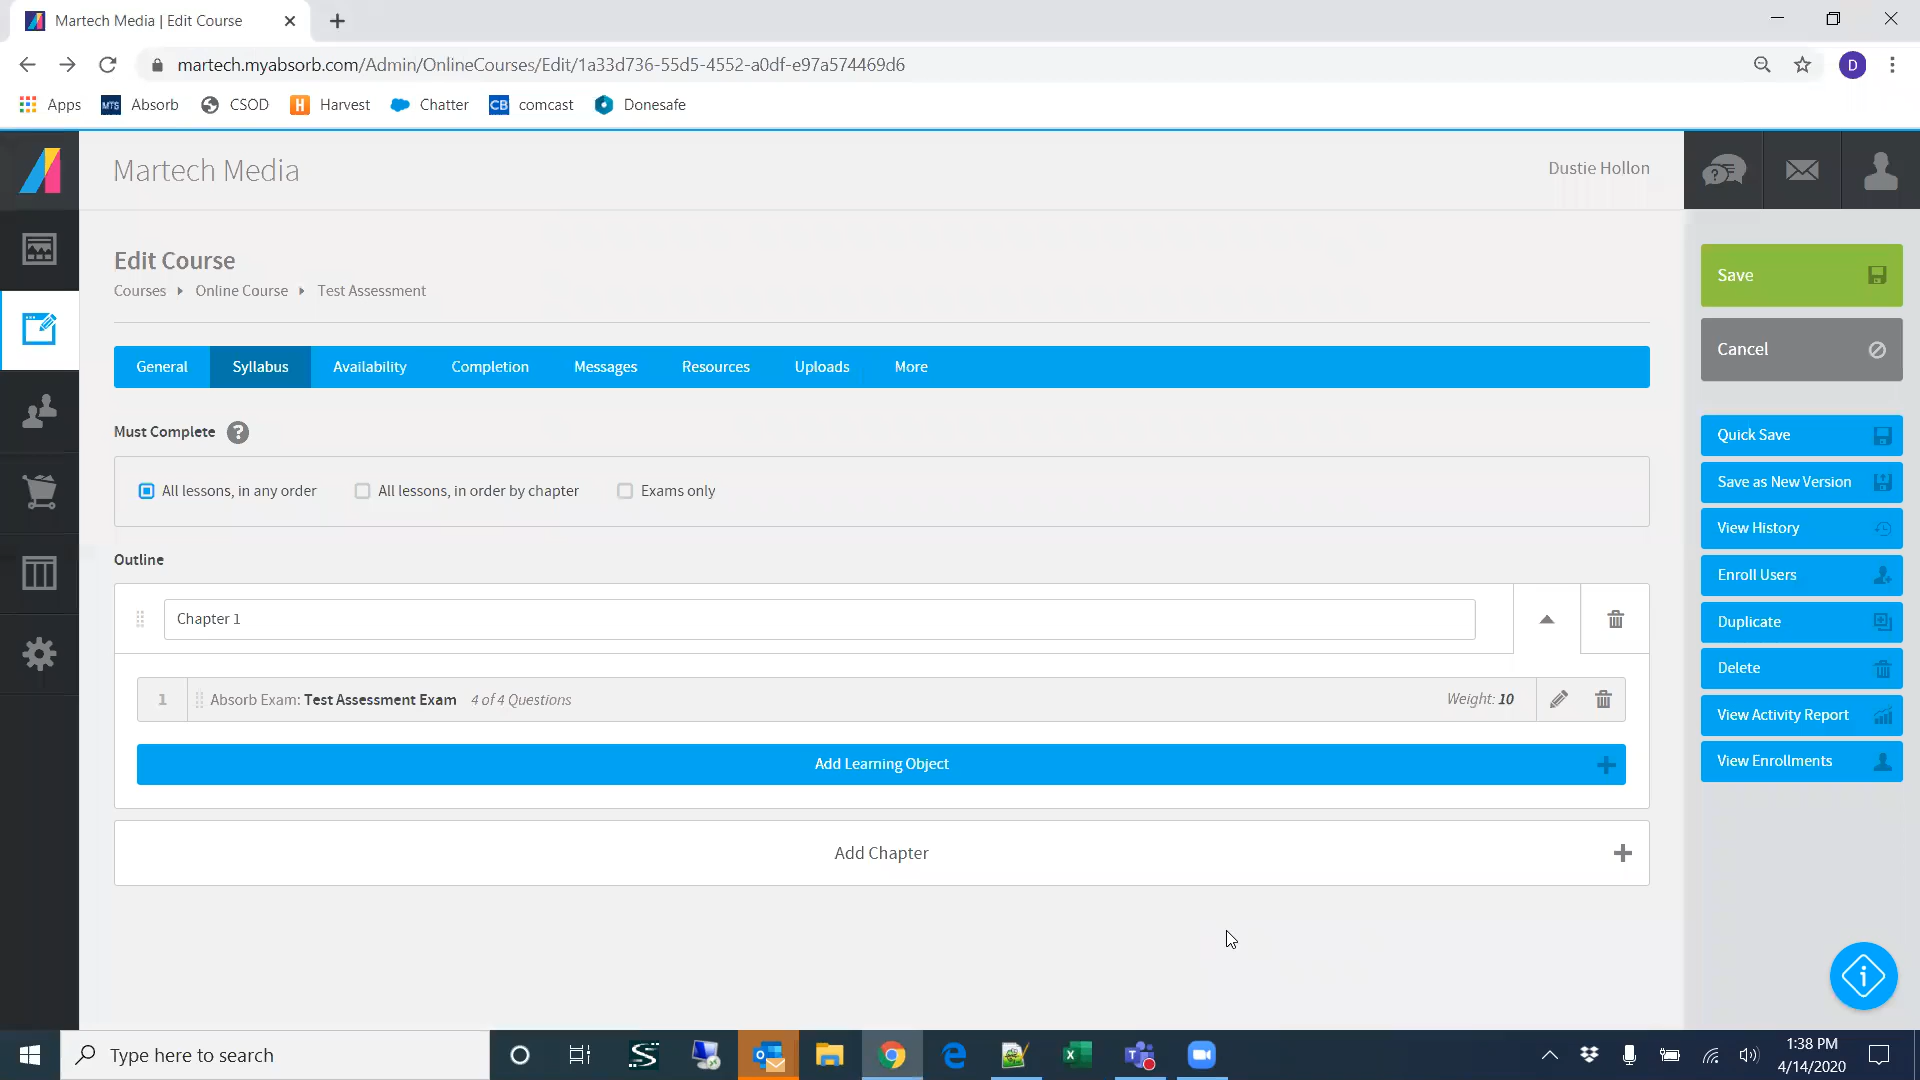 Martech Media | Edit Course
martech.myabsorb.com/Admin/OnlineCourses/Edit/1a33d736-55d5-4552-a0df-e97a574469d6
D
Apps MTS Absorb CSOD H Harvest Chatter CB comcast Donesafe
Martech Media
Dustie Hollon
Edit Course
Courses Online Course Test Assessment
General Syllabus Availability Completion Messages Resources Uploads More
Must Complete ?
All lessons, in any order All lessons, in order by chapter Exams only
Outline
Chapter 1
1 Absorb Exam: Test Assessment Exam 4 of 4 Questions Weight: 10
Add Learning Object
Add Chapter
Save
Cancel
Quick Save
Save as New Version
View History
Enroll Users
Duplicate
Delete
View Activity Report
View Enrollments
Type here to search
1:38 PM
4/14/2020